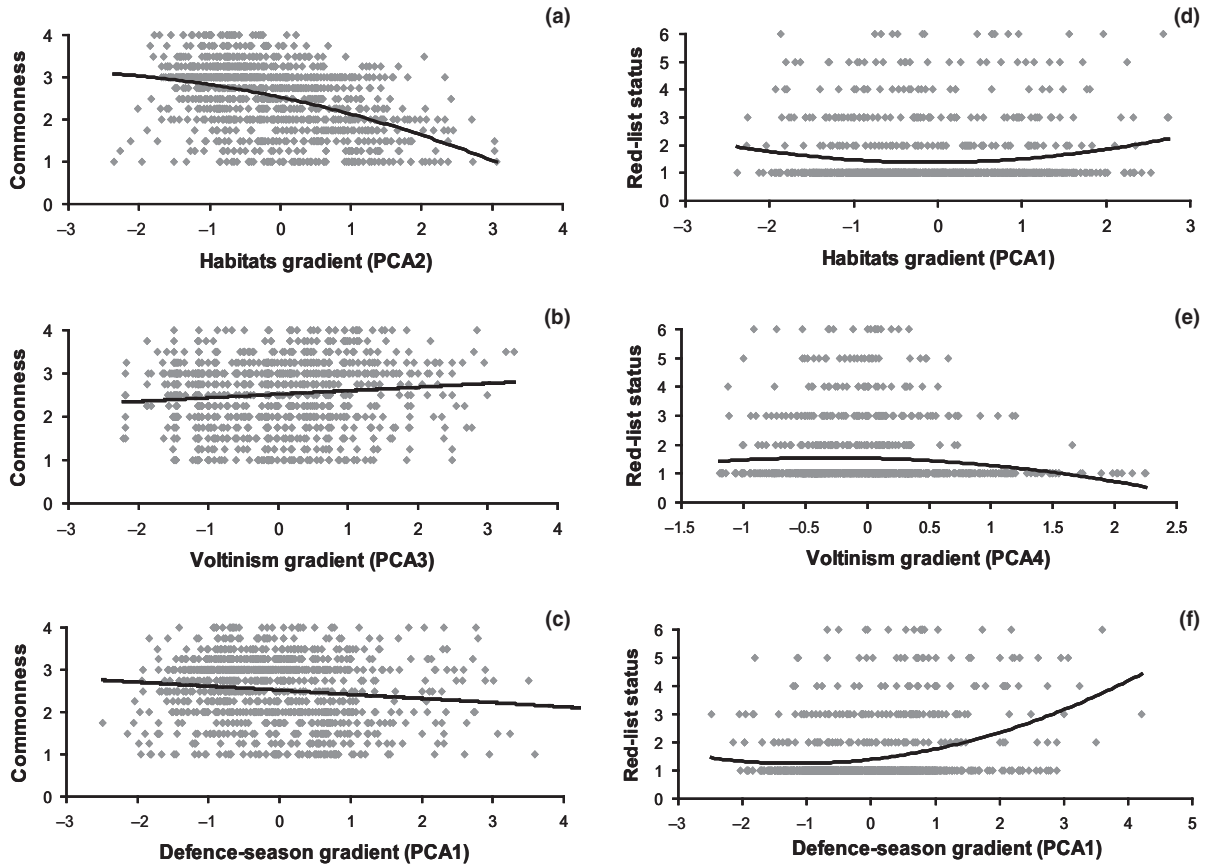 (a)
Commonness
4
3
2
1
0
–3 –2 –1 0 1 2 3 4
Habitats gradient (PCA2)
(d)
Red-list status
6
5
4
3
2
1
0
–3 –2 –1 0 1 2 3
Habitats gradient (PCA1)
(b)
Commonness
4
3
2
1
0
–3 –2 –1 0 1 2 3 4
Voltinism gradient (PCA3)
(e)
Red-list status
6
5
4
3
2
1
0
–1.5 –1 –0.5 0 0.5 1 1.5 2 2.5
Voltinism gradient (PCA4)
(c)
Commonness
4
3
2
1
0
–3 –2 –1 0 1 2 3 4
Defence-season gradient (PCA1)
(f)
Red-list status
6
5
4
3
2
1
0
–3 –2 –1 0 1 2 3 4 5
Defence-season gradient (PCA1)